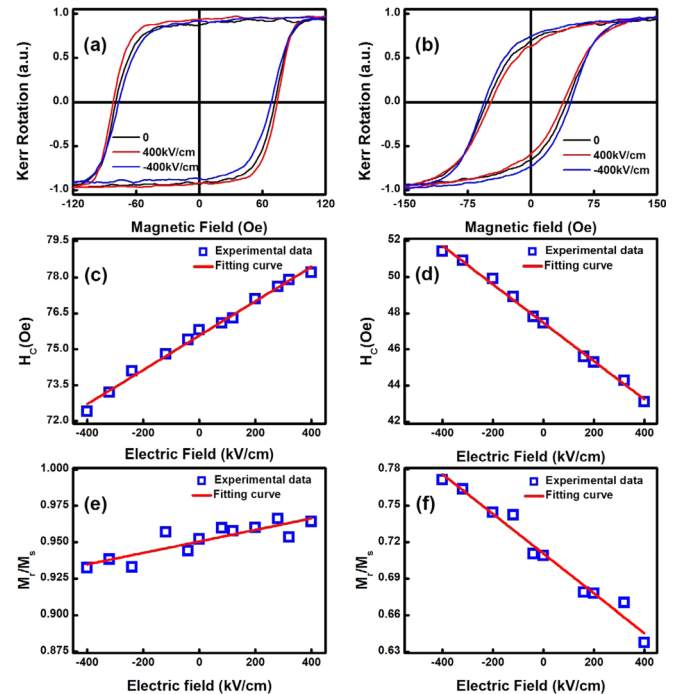 (a)
Kerr Rotation (a.u.)
1.0
0.5
0.0
-0.5
-1.0
0
400kV/cm
-400kV/cm
-120
-60
0
60
120
Magnetic Field (Oe)
(b)
Kerr Rotation (a.u.)
1.0
0.5
0.0
-0.5
-1.0
0
400kV/cm
-400kV/cm
-150
-75
0
75
150
Magnetic field (Oe)
(c)
Experimental data
Fitting curve
H_C(Oe)
79.5
78.0
76.5
75.0
73.5
72.0
-400
-200
0
200
400
Electric Field (kV/cm)
(d)
Experimental data
Fitting curve
H_C(Oe)
52
50
48
46
44
42
-400
-200
0
200
400
Electric Field (kV/cm)
(e)
Experimental data
Fitting curve
M_r/M_s
1.000
0.975
0.950
0.925
0.900
0.875
-400
-200
0
200
400
Electric field (kV/cm)
(f)
Experimental data
Fitting curve
M_r/M_s
0.78
0.75
0.72
0.69
0.66
0.63
-400
-200
0
200
400
Electric field (kV/cm)